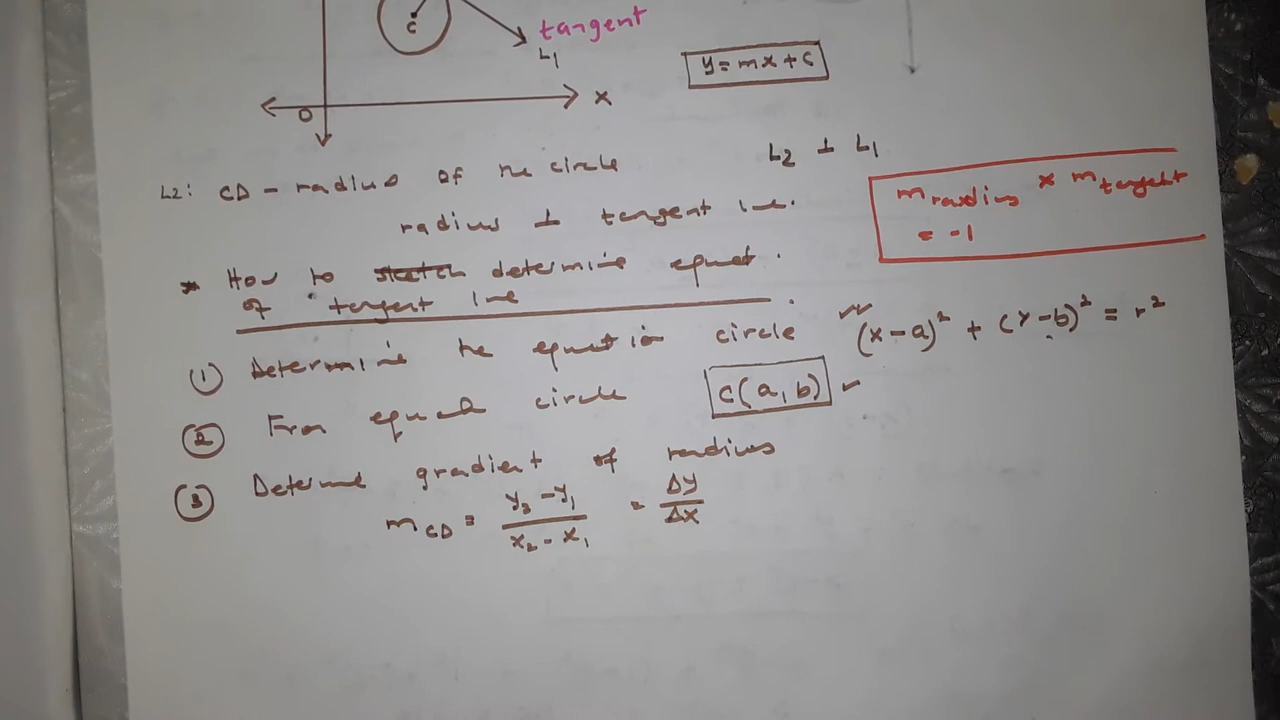 c
tangent
L1
y = mx + c
O
x
L2: CD - radius of the circle
L2 ⊥ L1
radius ⊥ tangent line.
m radius × m tangent
= -1
* How to sketch determine equat.
of tangent line
① Determine the equation circle (x-a)² + (y-b)² = r²
② From equation circle C(a, b)
③ Determine gradient of radius
m CD = y2 - y1 / x2 - x1 = Δy / Δx